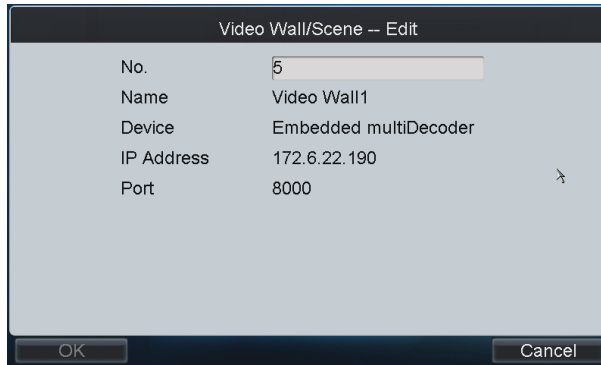 Video Wall/Scene -- Edit
No. 5
Name Video Wall1
Device Embedded multiDecoder
IP Address 172.6.22.190
Port 8000
OK Cancel